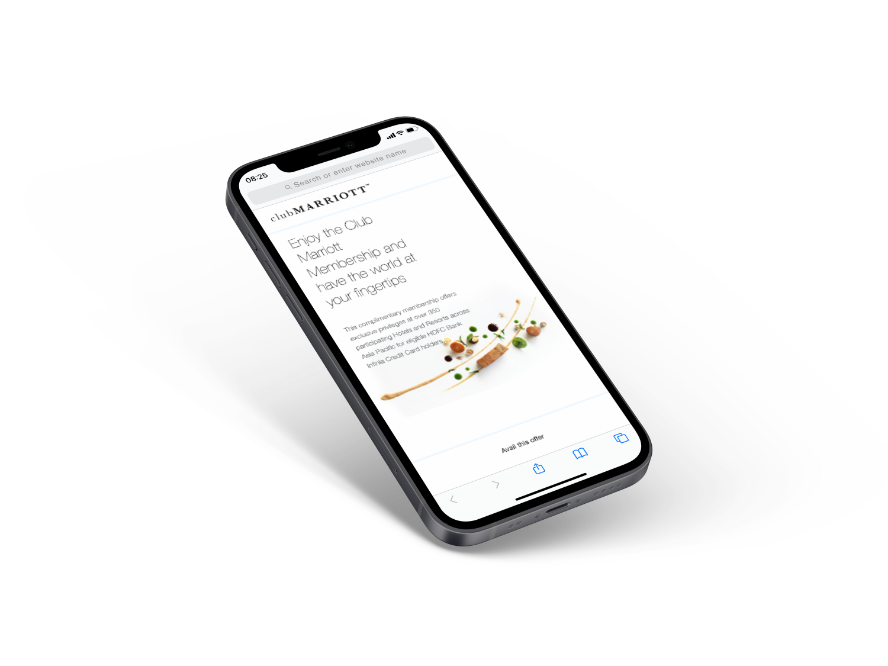 08:26
Search or enter website name
clubMARRIOTT™
Enjoy the Club
Marriott
Membership and
have the world at
your fingertips
This complimentary membership offers
exclusive privileges at over 350
participating Hotels and Resorts across
Asia Pacific for eligible HDFC Bank
Infinia Credit Card holders.
Avail this offer